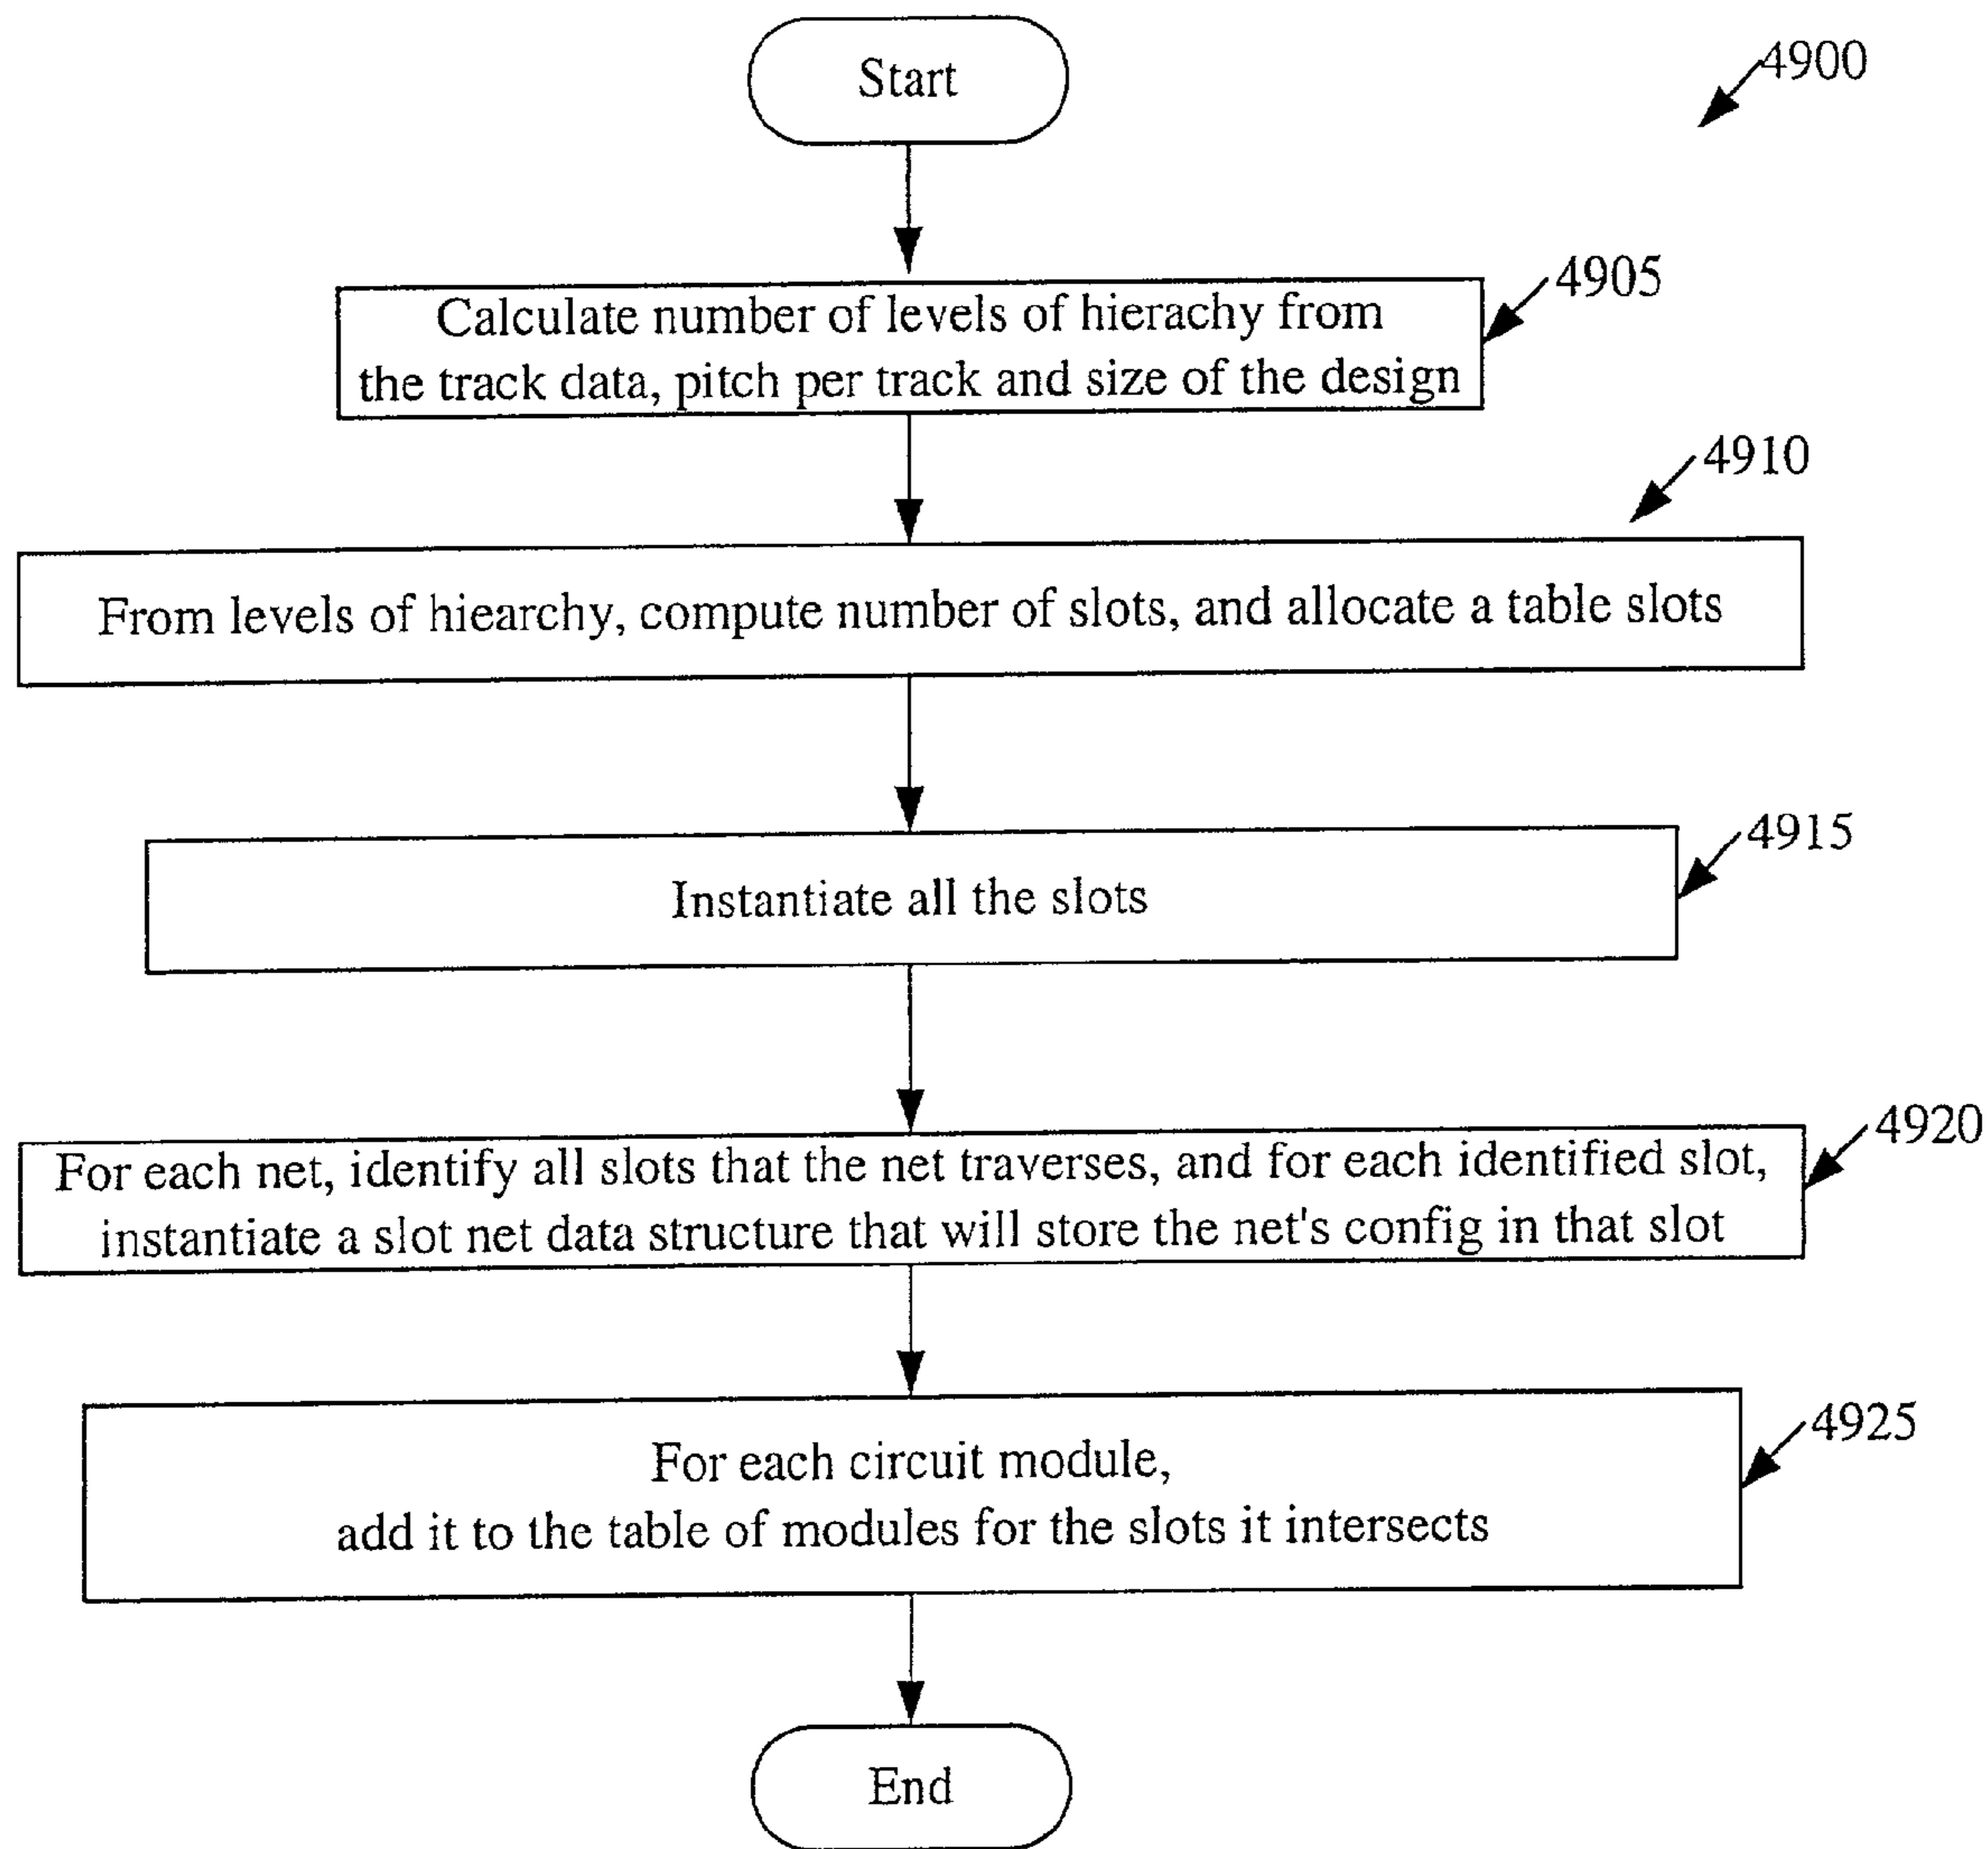 Start
4900
4905
Calculate number of levels of hierachy from
the track data, pitch per track and size of the design
4910
From levels of hiearchy, compute number of slots, and allocate a table slots
4915
Instantiate all the slots
4920
For each net, identify all slots that the net traverses, and for each identified slot,
instantiate a slot net data structure that will store the net's config in that slot
4925
For each circuit module,
add it to the table of modules for the slots it intersects
End